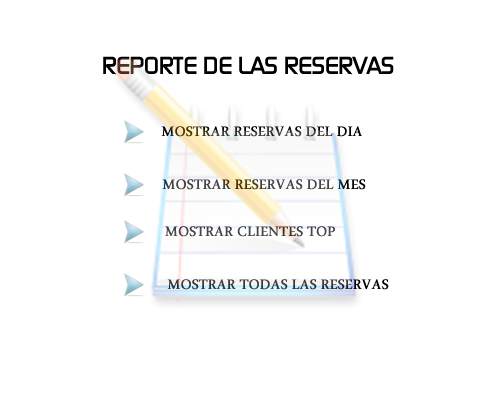 REPORTE DE LAS RESERVAS
MOSTRAR RESERVAS DEL DIA
MOSTRAR RESERVAS DEL MES
MOSTRAR CLIENTES TOP
MOSTRAR TODAS LAS RESERVAS